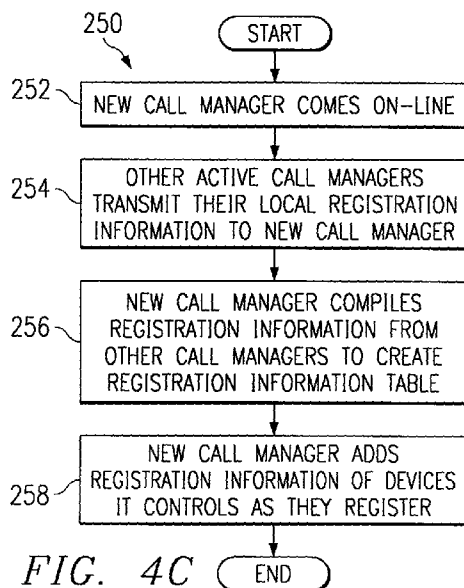 250
START
252
NEW CALL MANAGER COMES ON-LINE
254
OTHER ACTIVE CALL MANAGERS
TRANSMIT THEIR LOCAL REGISTRATION
INFORMATION TO NEW CALL MANAGER
256
NEW CALL MANAGER COMPILES
REGISTRATION INFORMATION FROM
OTHER CALL MANAGERS TO CREATE
REGISTRATION INFORMATION TABLE
258
NEW CALL MANAGER ADDS
REGISTRATION INFORMATION OF DEVICES
IT CONTROLS AS THEY REGISTER
FIG. 4C
END